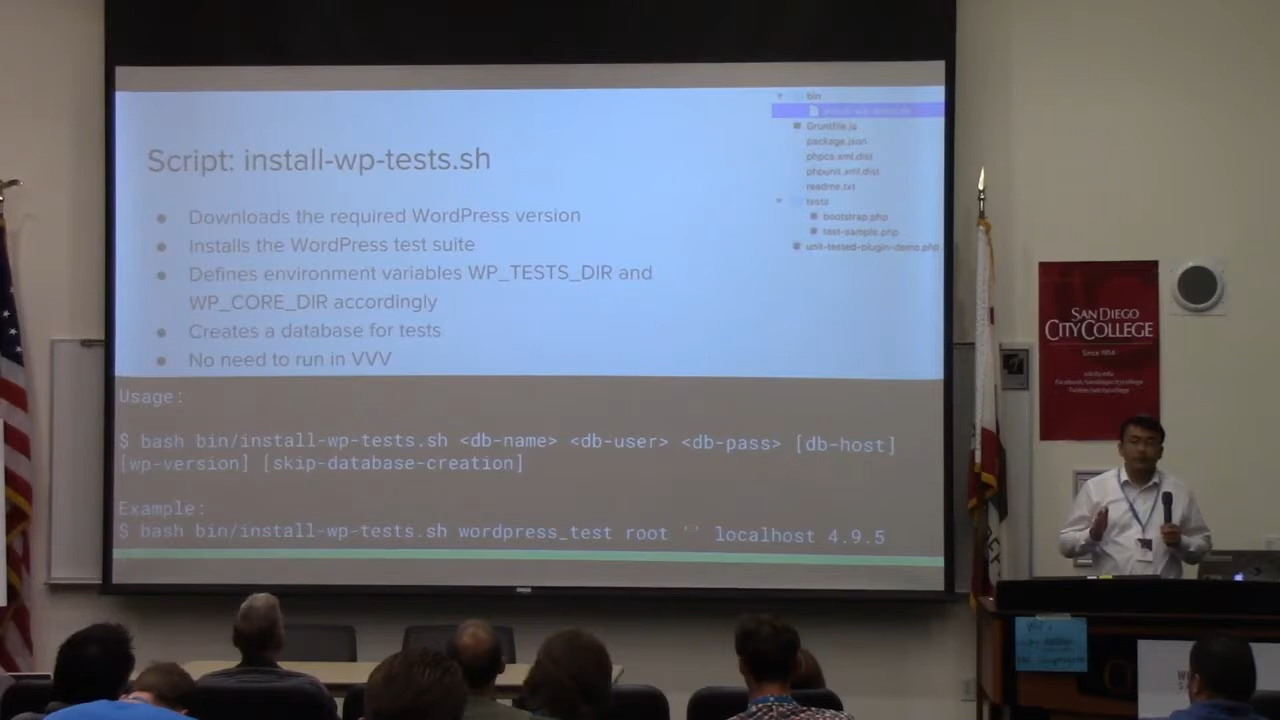 Script: install-wp-tests.sh
● Downloads the required WordPress version
● Installs the WordPress test suite
● Defines environment variables WP_TESTS_DIR and
WP_CORE_DIR accordingly
● Creates a database for tests
● No need to run in VVV
bin
Gruntfile.js
package.json
phpcs.xml.dist
phpunit.xml.dist
readme.txt
tests
bootstrap.php
test-sample.php
unit-tested-plugin-demo.php
Usage:
$ bash bin/install-wp-tests.sh <db-name> <db-user> <db-pass> [db-host]
[wp-version] [skip-database-creation]
Example:
$ bash bin/install-wp-tests.sh wordpress_test root '' localhost 4.9.5
SAN DIEGO
CITY COLLEGE
Since 1914